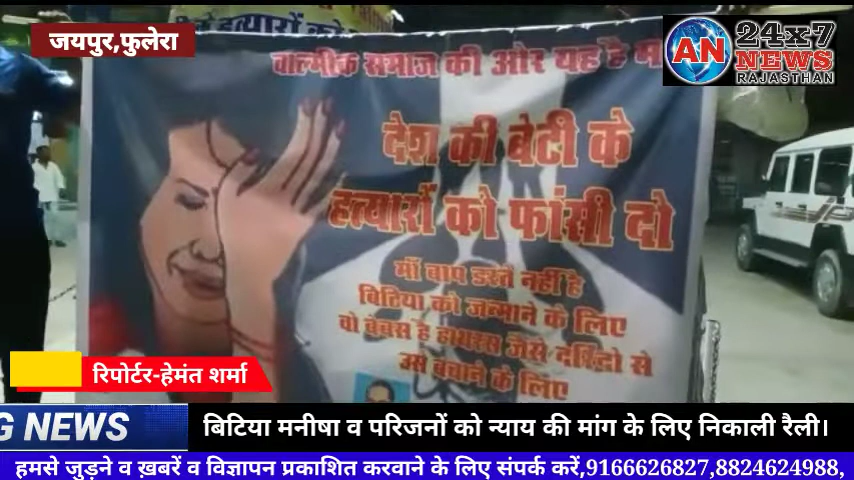 जयपुर,फुलेरा
AN 24x7
NEWS
RAJASTHAN
हत्यारों को
वाल्मीक समाज की ओर यह है
देश की बेटी के
हत्यारों को फांसी दो
माँ बाप डरते नहीं है
बिटिया को जन्माने के लिए
वो बेबस है हाथरस जैसे दरिंदो से
उसे बचाने के लिए
रिपोर्टर-हेमंत शर्मा
G NEWS
बिटिया मनीषा व परिजनों को न्याय की मांग के लिए निकाली रैली।
हमसे जुड़ने व ख़बरें व विज्ञापन प्रकाशित करवाने के लिए संपर्क करें,9166626827,8824624988,